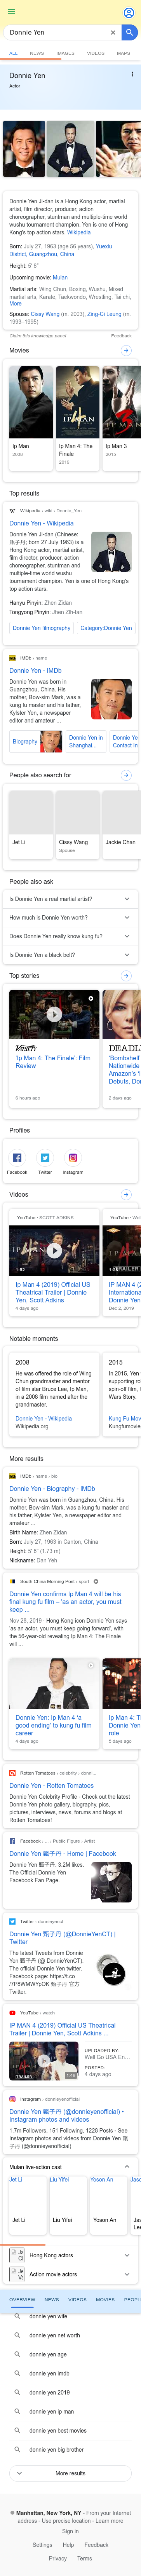 Donnie Yen
ALL NEWS IMAGES VIDEOS MAPS
Donnie Yen
Actor
Donnie Yen Ji-dan is a Hong Kong actor, martial
artist, film director, producer, action
choreographer, stuntman, and multiple-time world
wushu tournament champion. Yen is one of Hong
Kong's top action stars. Wikipedia
Born: July 27, 1963 (age 56 years), Yuexiu
District, Guangzhou, China
Height: 5′ 8″
Upcoming movie: Mulan
Martial arts: Wing Chun, Boxing, Wushu, Mixed
martial arts, Karate, Taekwondo, Wrestling, Tai chi,
More
Spouse: Cissy Wang (m. 2003), Zing-Ci Leung (m.
1993–1995)
Claim this knowledge panel Feedback
Movies
Ip Man
2008
Ip Man 4: The
Finale
2019
Ip Man 3
2015
Top results
Wikipedia › wiki › Donnie_Yen
Donnie Yen - Wikipedia
Donnie Yen Ji-dan (Chinese:
甄子丹; born 27 July 1963) is a
Hong Kong actor, martial artist,
film director, producer, action
choreographer, stuntman and
multiple-time world wushu
tournament champion. Yen is one of Hong Kong's
top action stars.
Hanyu Pinyin: Zhēn Zǐdān
Tongyong Pinyin: Jhen Zǐh-tan
Donnie Yen filmography Category:Donnie Yen
IMDb › name
Donnie Yen - IMDb
Donnie Yen was born in
Guangzhou, China. His
mother, Bow-sim Mark, was a
kung fu master and his father,
Kylster Yen, a newspaper
editor and amateur ...
Biography
Donnie Yen in
Shanghai...
Donnie Ye
Contact In
People also search for
Jet Li
Cissy Wang
Spouse
Jackie Chan
People also ask
Is Donnie Yen a real martial artist?
How much is Donnie Yen worth?
Does Donnie Yen really know kung fu?
Is Donnie Yen a black belt?
Top stories
VARIETY
'Ip Man 4: The Finale': Film
Review
6 hours ago
DEADL
'Bombshell'
Nationwide
Amazon's '
Debuts, Don
2 days ago
Profiles
Facebook
Twitter
Instagram
Videos
YouTube · SCOTT ADKINS
1:52
Ip Man 4 (2019) Official US
Theatrical Trailer | Donnie
Yen, Scott Adkins
4 days ago
IP MAN 4 (2
Internationa
Donnie Yen
Dec 2, 2019
Notable moments
2008
He was offered the role of Wing
Chun grandmaster and mentor
of film star Bruce Lee, Ip Man,
in a 2008 film named after the
grandmaster.
Donnie Yen - Wikipedia
Wikipedia.org
2015
In 2015, Yen
supporting ro
spin-off film, R
Wars Story.
Kung Fu Mov
Kungfumovie
More results
IMDb › name › bio
Donnie Yen - Biography - IMDb
Donnie Yen was born in Guangzhou, China. His
mother, Bow-sim Mark, was a kung fu master and
his father, Kylster Yen, a newspaper editor and
amateur ...
Birth Name: Zhen Zidan
Born: July 27, 1963 in Canton, China
Height: 5′ 8″ (1.73 m)
Nickname: Dan Yeh
South China Morning Post › sport
Donnie Yen confirms Ip Man 4 will be his
final kung fu film – 'as an actor, you must
keep ...
Nov 28, 2019 · Hong Kong icon Donnie Yen says
'as an actor, you must keep going forward', with
the 56-year-old revealing Ip Man 4: The Finale
will ...
Donnie Yen: Ip Man 4 'a
good ending' to kung fu film
career
4 days ago
Ip Man 4: T
Donnie Yen
role
5 days ago
Rotten Tomatoes › celebrity › donni...
Donnie Yen - Rotten Tomatoes
Donnie Yen Celebrity Profile - Check out the latest
Donnie Yen photo gallery, biography, pics,
pictures, interviews, news, forums and blogs at
Rotten Tomatoes!
Facebook › ... › Public Figure › Artist
Donnie Yen 甄子丹 - Home | Facebook
Donnie Yen 甄子丹. 3.2M likes.
The Official Donnie Yen
Facebook Fan Page.
Twitter › donnieyenct
Donnie Yen 甄子丹 (@DonnieYenCT) |
Twitter
The latest Tweets from Donnie
Yen 甄子丹 (@
DonnieYenCT).
The Official Donnie Yen twitter.
Facebook page: https://t.co
/7P8WMWYpOK 甄子丹 官方
Twitter.
YouTube › watch
IP MAN 4 (2019) Official US Theatrical
Trailer | Donnie Yen, Scott Adkins ...
UPLOADED BY:
Well Go USA En...
POSTED:
4 days ago
Instagram › donnieyenofficial
Donnie Yen 甄子丹 (@donnieyenofficial) •
Instagram photos and videos
1.7m Followers, 151 Following, 1228 Posts - See
Instagram photos and videos from Donnie Yen 甄
子丹 (@donnieyenofficial)
Mulan live-action cast
Jet Li
Liu Yifei
Yoson An
Jaso
Jet Li
Liu Yifei
Yoson An
Jas
Lee
Hong Kong actors
Action movie actors
OVERVIEW NEWS VIDEOS MOVIES PEOPL
donnie yen wife
donnie yen net worth
donnie yen age
donnie yen imdb
donnie yen 2019
donnie yen ip man
donnie yen best movies
donnie yen big brother
More results
Manhattan, New York, NY - From your Internet
address - Use precise location - Learn more
Sign in
Settings Help Feedback
Privacy Terms